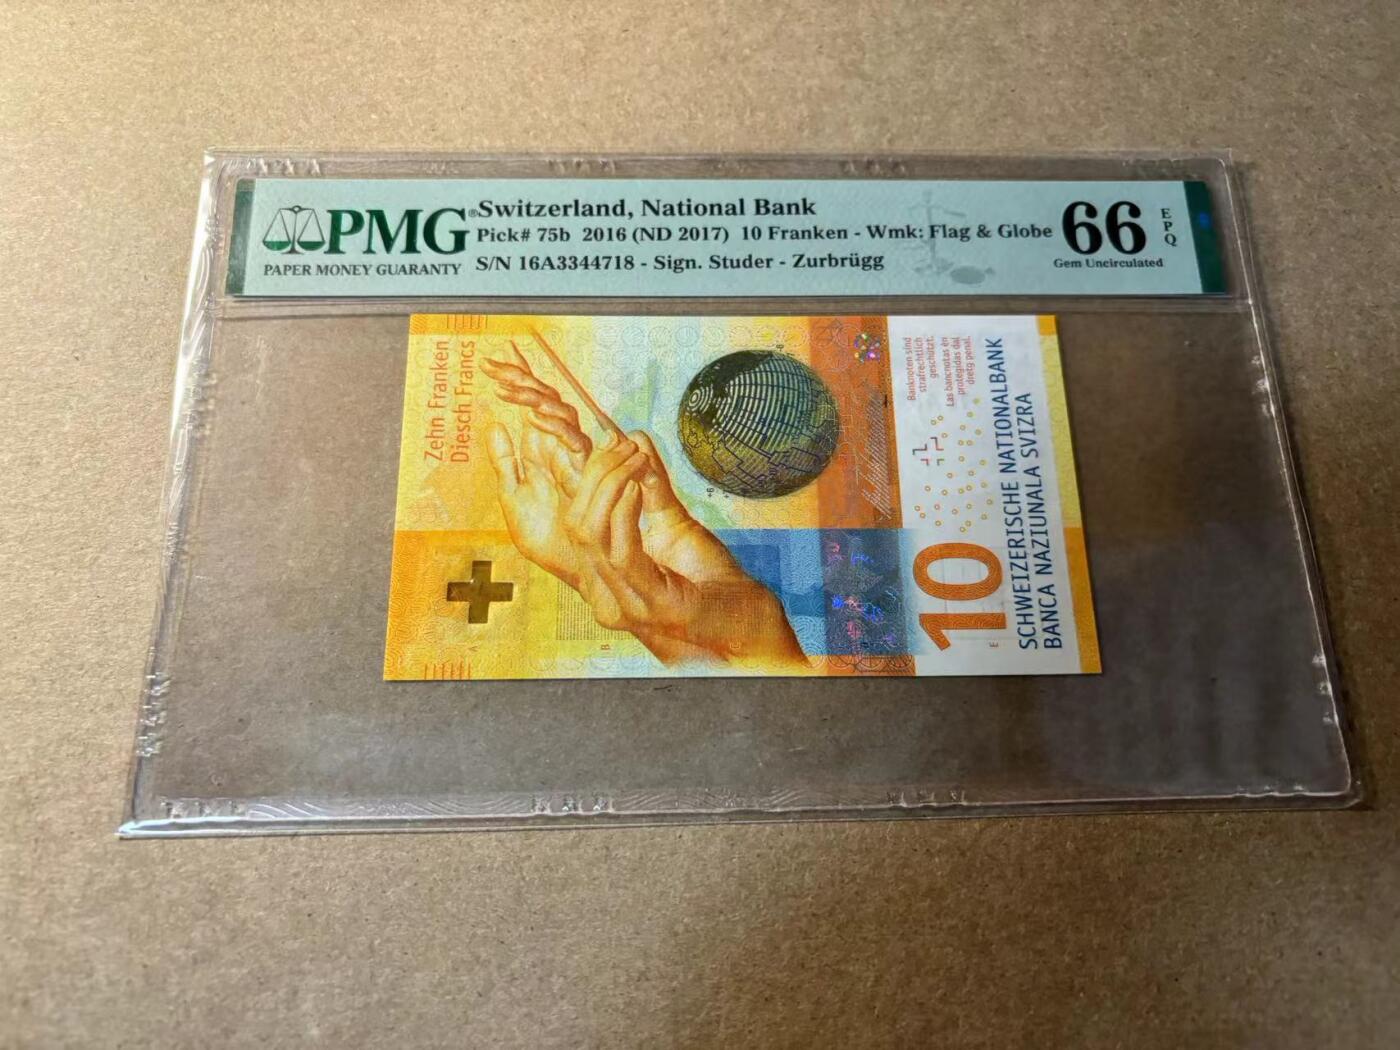 PMG®
PAPER MONEY GUARANTY
Switzerland, National Bank
Pick# 75b 2016 (ND 2017) 10 Franken - Wmk: Flag & Globe
S/N 16A3344718 - Sign. Studer - Zurbrügg
66
EPQ
Gem Uncirculated
Zehn Franken
Diesch Francs
Banknoten sind
strafrechtlich
geschützt.
Las bancnotas èn
protegidas dal
dretg penal.
10
SCHWEIZERISCHE NATIONALBANK
BANCA NAZIUNALA SVIZRA
A
B
C
E